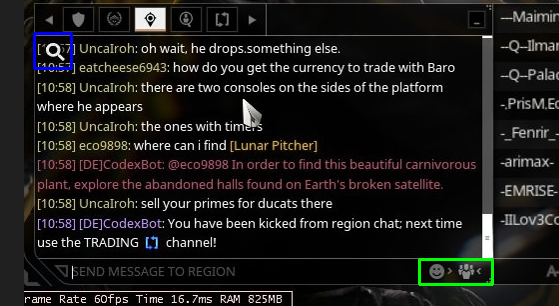 [10:57] UncaIroh: oh wait, he drops.something else.
[10:57] eatcheese6943: how do you get the currency to trade with Baro
[10:58] UncaIroh: there are two consoles on the sides of the platform
where he appears
[10:58] UncaIroh: the ones with timers
[10:58] eco9898: where can i find [Lunar Pitcher]
[10:58] [DE]CodexBot: @eco9898 In order to find this beautiful carnivorous
plant, explore the abandoned halls found on Earth's broken satellite.
[10:58] UncaIroh: sell your primes for ducats there
[10:58] [DE]CodexBot: You have been kicked from region chat; next time
use the TRADING channel!
SEND MESSAGE TO REGION
rame Rate 60fps Time 16.7ms RAM 825MB
--Maimin
--Q--Ilmar
--Q--Palac
-.PrisM.Ec
-_Fenrir_-
-arimax-
-EMRISE-
-IILov3Co
A-